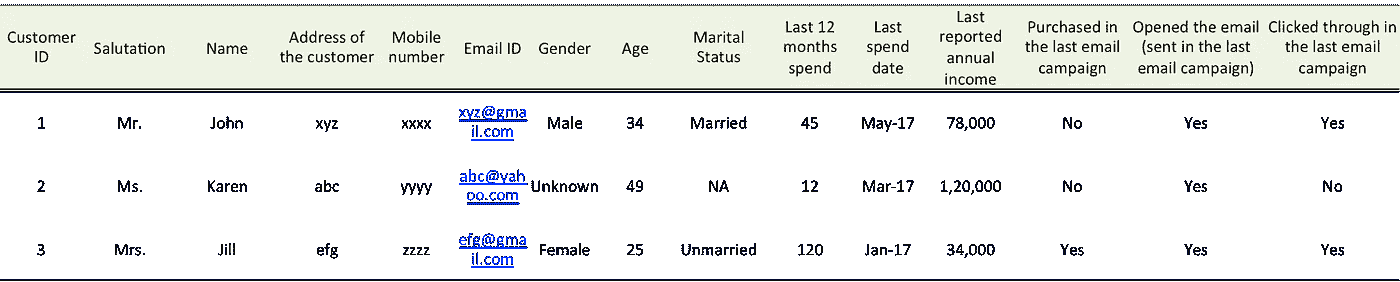 Customer ID Salutation Name Address of the customer Mobile number Email ID Gender Age Marital Status Last 12 months spend Last spend date Last reported annual income Purchased in the last email campaign Opened the email (sent in the last email campaign) Clicked through in the last email campaign
1 Mr. John xyz xxxx xyz@gmail.com Male 34 Married 45 May-17 78,000 No Yes Yes
2 Ms. Karen abc yyyy abc@yahoo.com Unknown 49 NA 12 Mar-17 1,20,000 No Yes No
3 Mrs. Jill efg zzzz efg@gmail.com Female 25 Unmarried 120 Jan-17 34,000 Yes Yes Yes